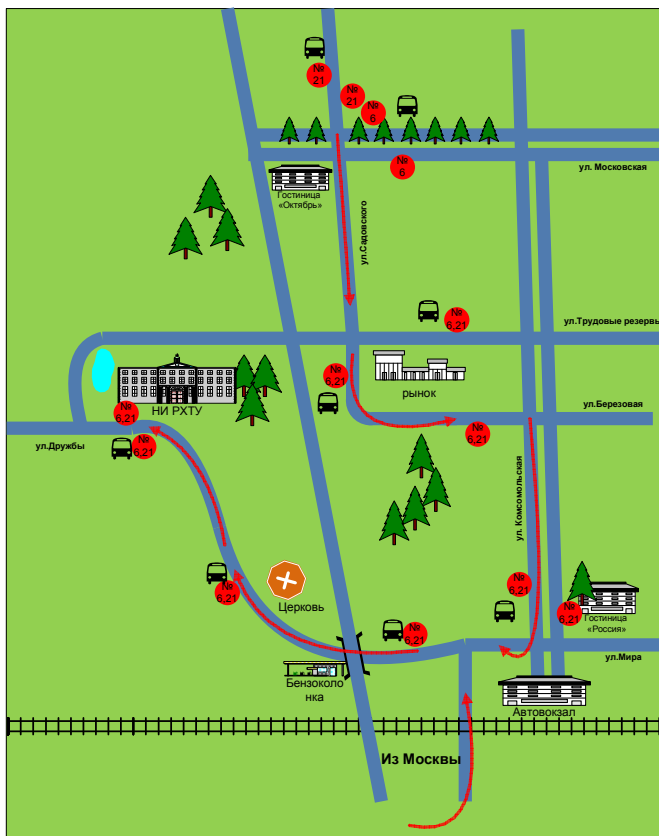 №
21
№
21
№
6
№
6
ул. Московская
Гостиница
«Октябрь»
ул.Садовского
№
6,21
ул.Трудовые резервы
№
6,21
рынок
ул.Березовая
№
6,21
НИ РХТУ
№
6,21
ул.Дружбы
№
6,21
ул. Комсомольская
№
6,21
№
6,21
Церковь
№
6,21
№
6,21
Гостиница
«Россия»
ул.Мира
Бензоколо
нка
Автовокзал
Из Москвы